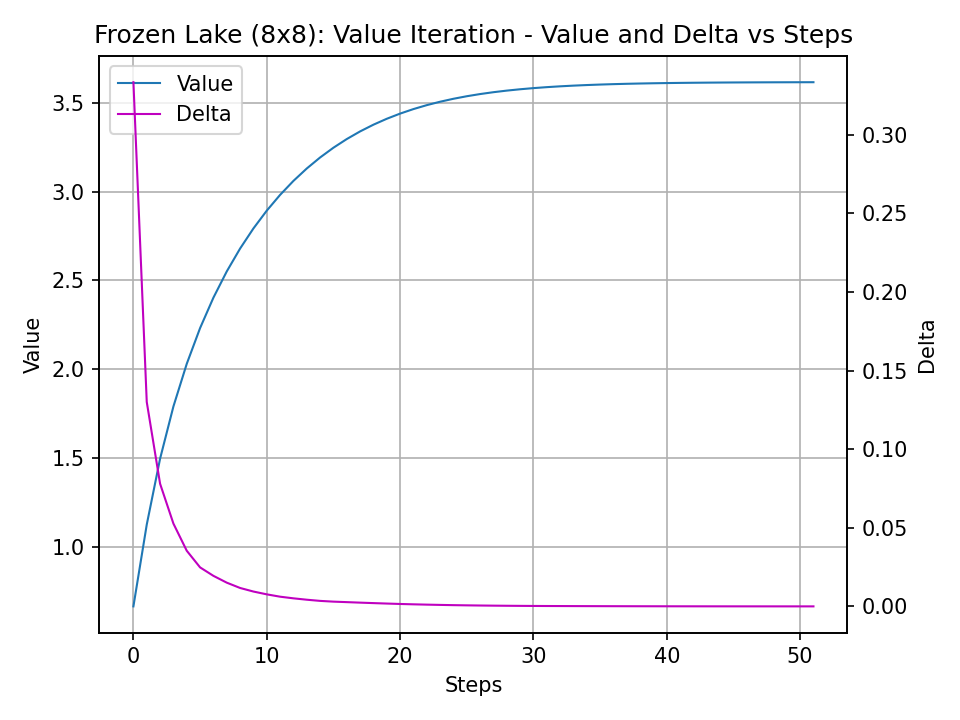 Frozen Lake (8x8): Value Iteration - Value and Delta vs Steps
Value
Delta
3.5
3.0
2.5
2.0
1.5
1.0
Value
0.30
0.25
0.20
0.15
0.10
0.05
0.00
Delta
0 10 20 30 40 50
Steps